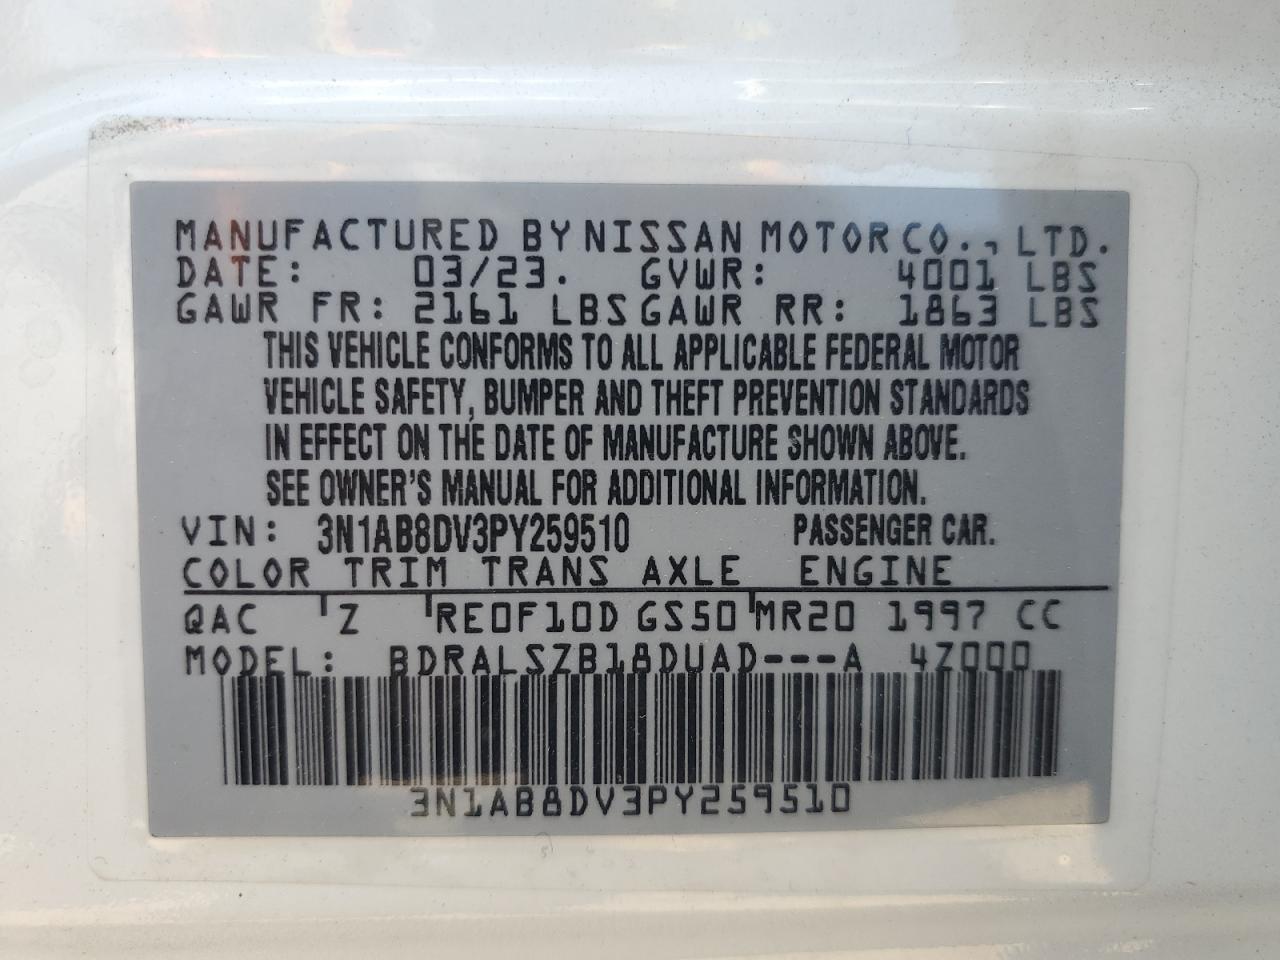 MANUFACTURED BY NISSAN MOTOR CO., LTD.
DATE: 03/23. GVWR: 4001 LBS
GAWR FR: 2161 LBS GAWR RR: 1863 LBS
THIS VEHICLE CONFORMS TO ALL APPLICABLE FEDERAL MOTOR
VEHICLE SAFETY, BUMPER AND THEFT PREVENTION STANDARDS
IN EFFECT ON THE DATE OF MANUFACTURE SHOWN ABOVE.
SEE OWNER'S MANUAL FOR ADDITIONAL INFORMATION.
VIN: 3N1AB8DV3PY259510 PASSENGER CAR.
COLOR TRIM TRANS AXLE ENGINE
QAC Z RE0F10D GS50 MR20 1997 CC
MODEL: BDRALSZB18DUAD---A 4Z000
3N1AB8DV3PY259510